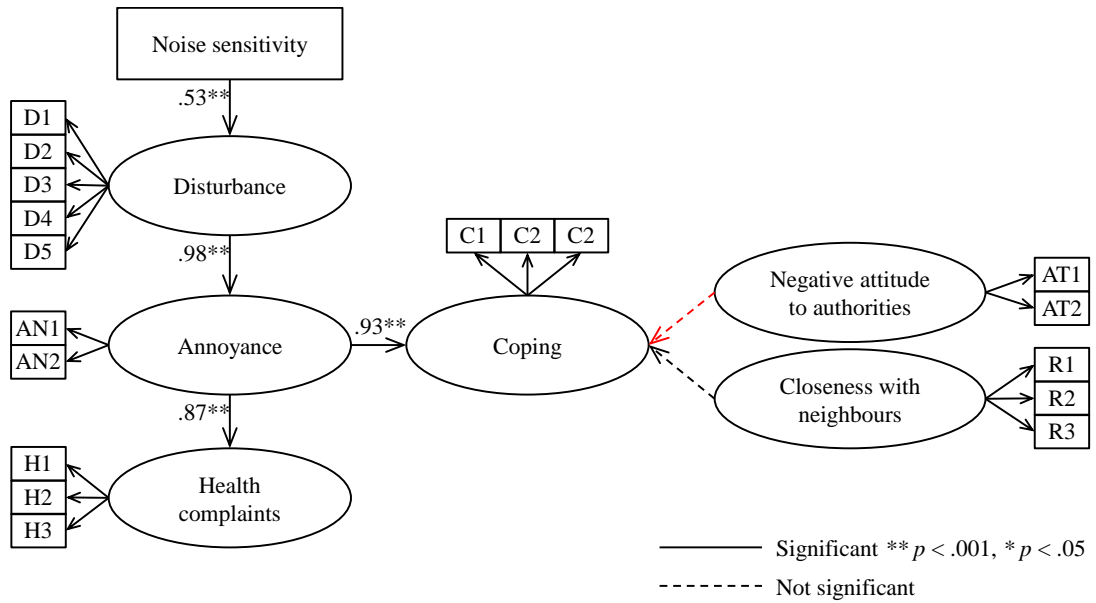 Noise sensitivity
.53**
D1
D2
D3
D4
D5
Disturbance
.98**
C1 C2 C2
AN1
AN2
Annoyance
.93**
Coping
Negative attitude
to authorities
AT1
AT2
Closeness with
neighbours
R1
R2
R3
.87**
H1
H2
H3
Health
complaints
Significant ** p < .001, * p < .05
Not significant